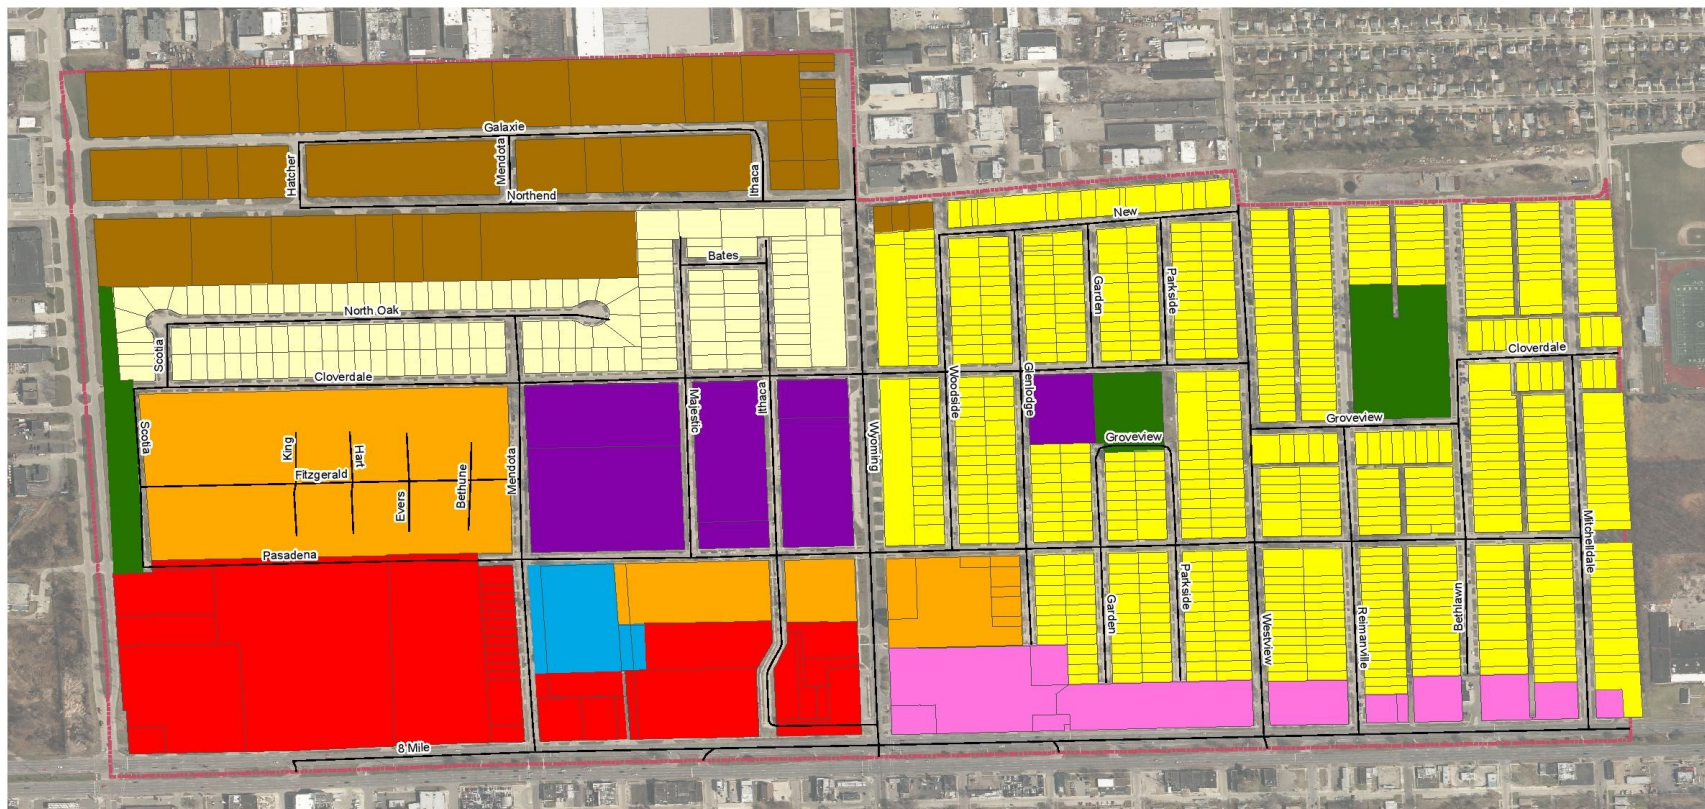 Galaxie
Hatcher
Mendota
Ithaca
Northend
New
Bates
Garden
Parkside
North Oak
Scotia
Cloverdale
Cloverdale
Woodside
Glenlodge
Majestic
Ithaca
Groveview
Scotia
King
Hart
Wyoming
Groveview
Fitzgerald
Mendota
Evers
Bethune
Mitchelldale
Pasadena
Garden
Parkside
Bethlawn
Westview
Reimanville
8 Mile